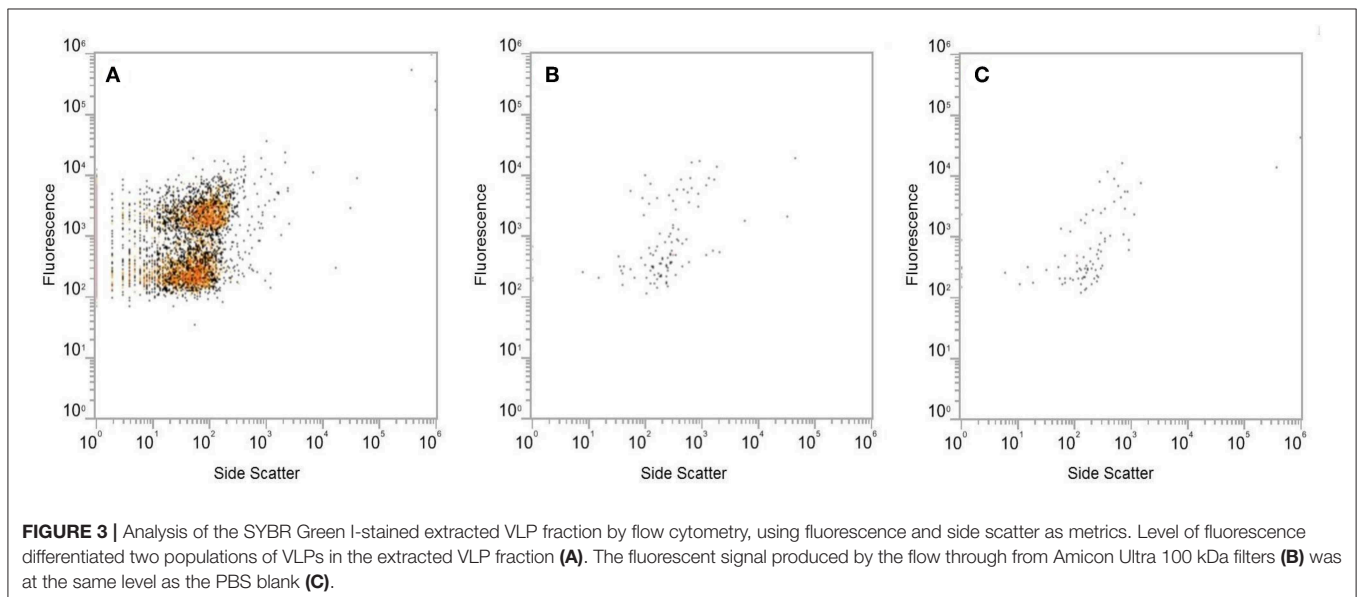 A
10⁶
10⁵
10⁴
10³
10²
10¹
10⁰
Fluorescence
10⁰ 10¹ 10² 10³ 10⁴ 10⁵ 10⁶
Side Scatter
B
10⁶
10⁵
10⁴
10³
10²
10¹
10⁰
Fluorescence
10⁰ 10¹ 10² 10³ 10⁴ 10⁵ 10⁶
Side Scatter
C
10⁶
10⁵
10⁴
10³
10²
10¹
10⁰
Fluorescence
10⁰ 10¹ 10² 10³ 10⁴ 10⁵ 10⁶
Side Scatter
FIGURE 3 | Analysis of the SYBR Green I-stained extracted VLP fraction by flow cytometry, using fluorescence and side scatter as metrics. Level of fluorescence
differentiated two populations of VLPs in the extracted VLP fraction (A). The fluorescent signal produced by the flow through from Amicon Ultra 100 kDa filters (B) was
at the same level as the PBS blank (C).